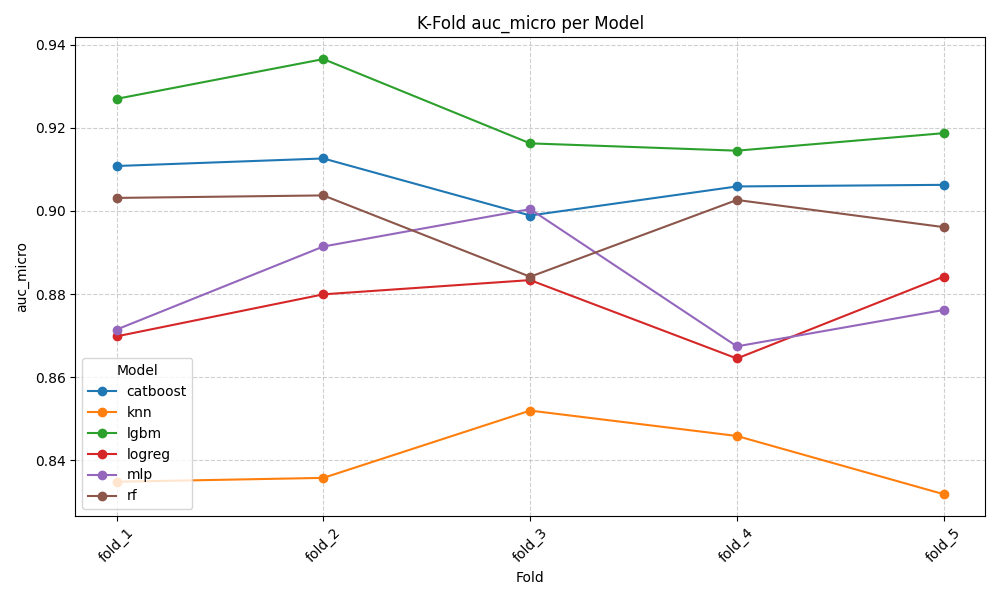 K-Fold auc_micro per Model
auc_micro
0.94
0.92
0.90
0.88
0.86
0.84
Model
catboost
knn
lgbm
logreg
mlp
rf
fold_1
fold_2
fold_3
fold_4
fold_5
Fold